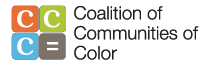 C C
C =
Coalition of
Communities of
Color